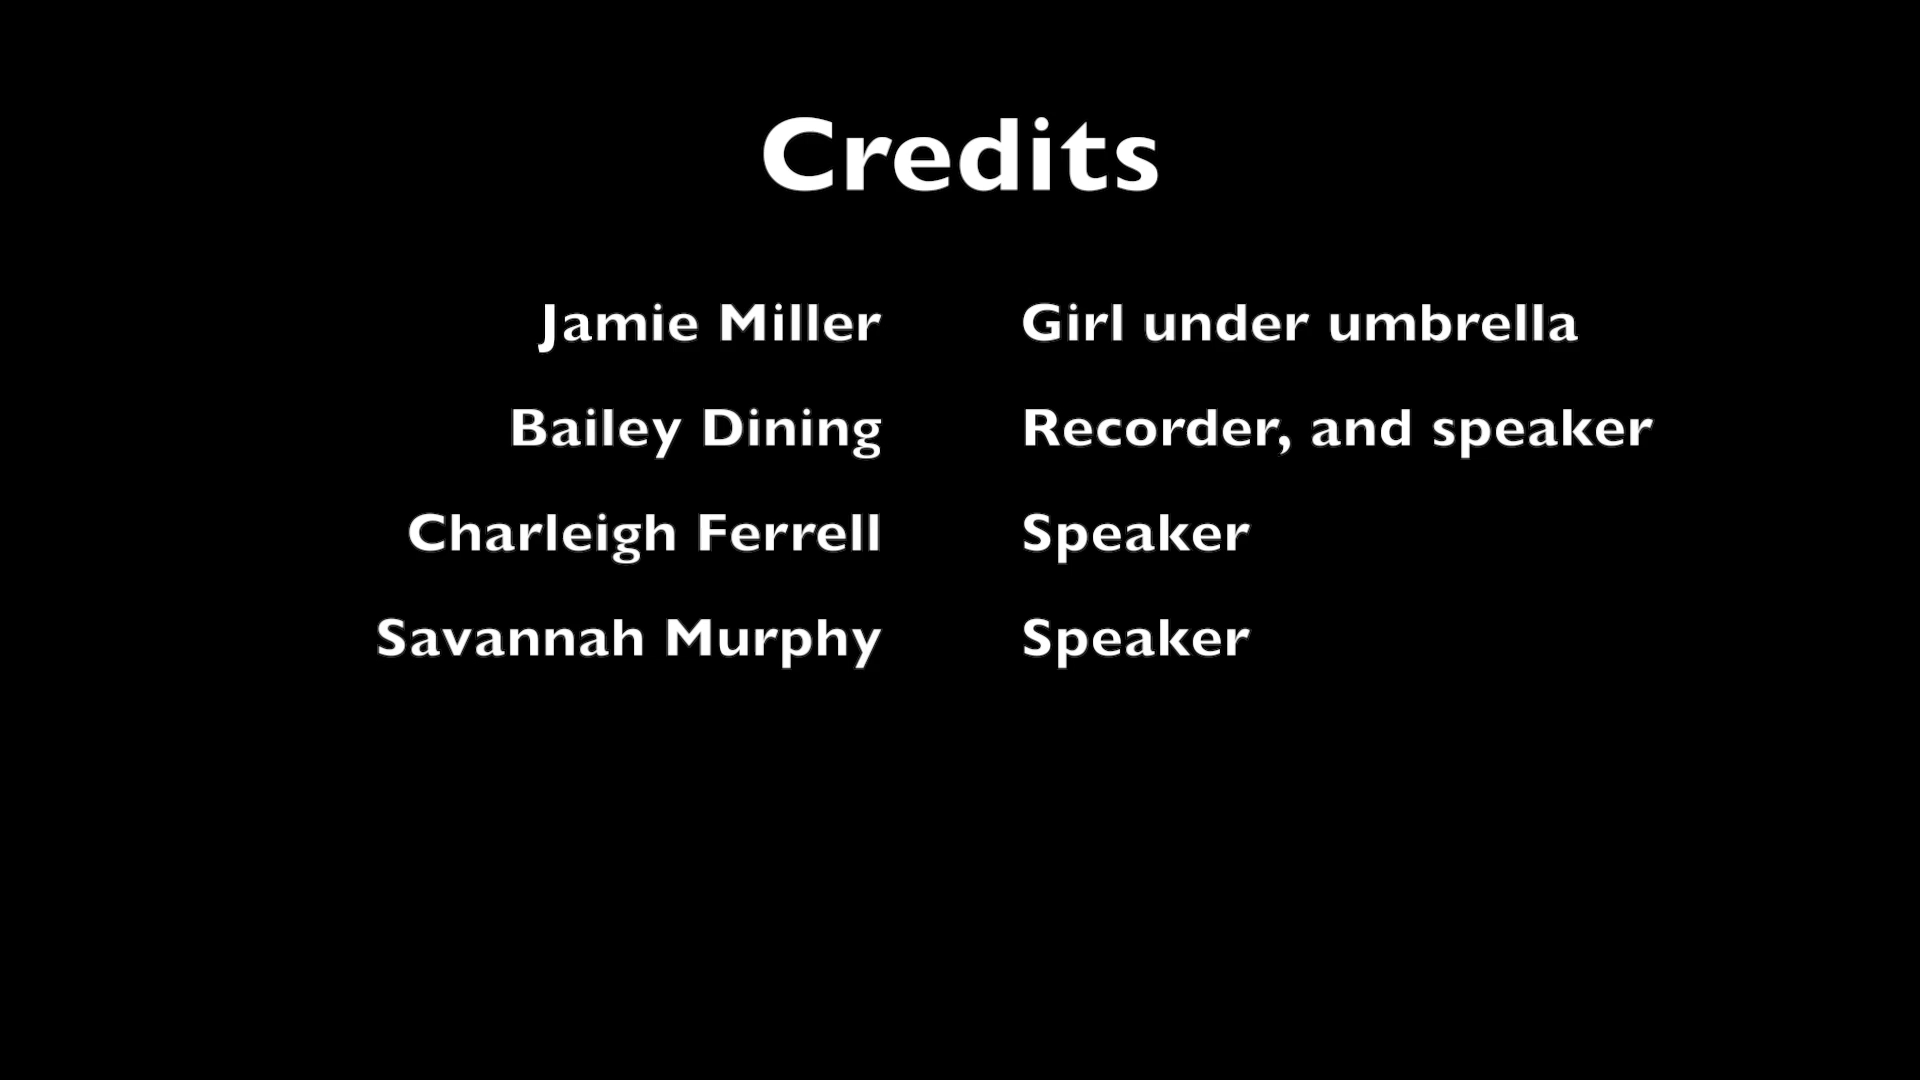 Credits
Jamie Miller Girl under umbrella
Bailey Dining Recorder, and speaker
Charleigh Ferrell Speaker
Savannah Murphy Speaker